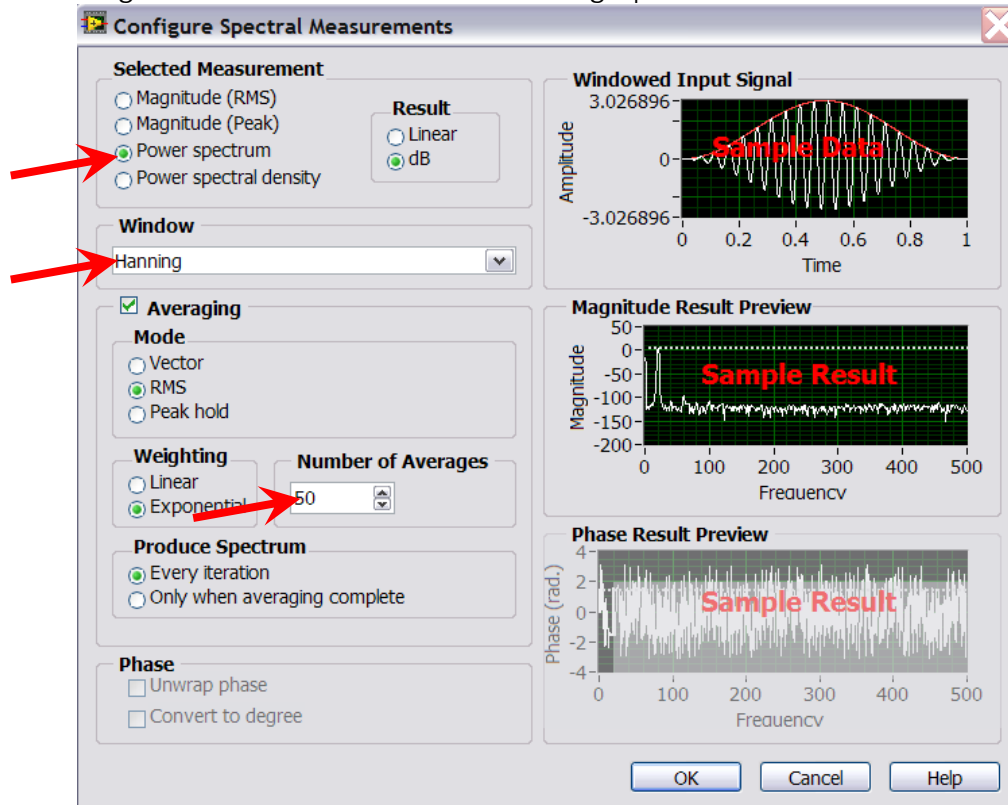 Configure Spectral Measurements
Selected Measurement
Magnitude (RMS)
Magnitude (Peak)
Power spectrum
Power spectral density
Result
Linear
dB
Window
Hanning
Averaging
Mode
Vector
RMS
Peak hold
Weighting
Linear
Exponential
Number of Averages
50
Produce Spectrum
Every iteration
Only when averaging complete
Phase
Unwrap phase
Convert to degree
Windowed Input Signal
3.026896
0
-3.026896
Amplitude
Sample Data
0 0.2 0.4 0.6 0.8 1
Time
Magnitude Result Preview
50
0
-50
-100
-150
-200
Magnitude
Sample Result
0 100 200 300 400 500
Frequency
Phase Result Preview
4
2
0
-2
-4
Phase (rad.)
Sample Result
0 100 200 300 400 500
Frequency
OK Cancel Help